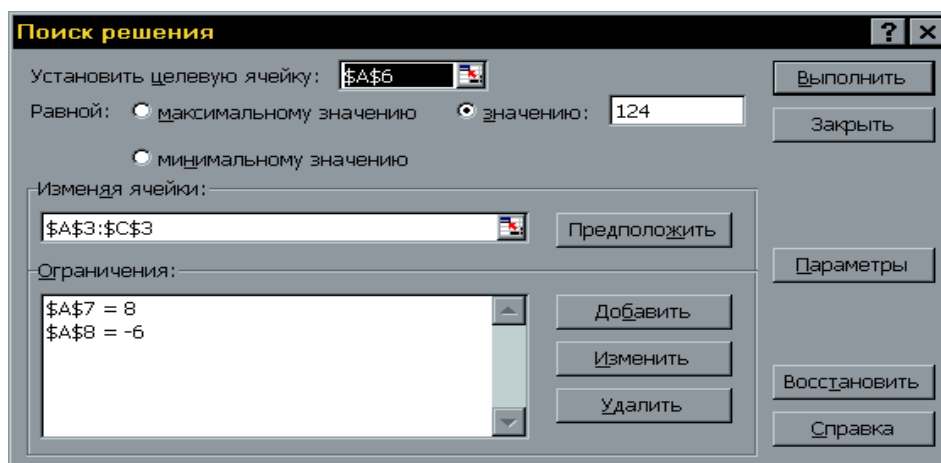 Поиск решения
Установить целевую ячейку: $A$6
Выполнить
Равной: максимальному значению значению: 124
Закрыть
минимальному значению
Изменяя ячейки:
$A$3:$C$3
Предположить
Ограничения:
Параметры
$A$7 = 8
Добавить
$A$8 = -6
Изменить
Восстановить
Удалить
Справка